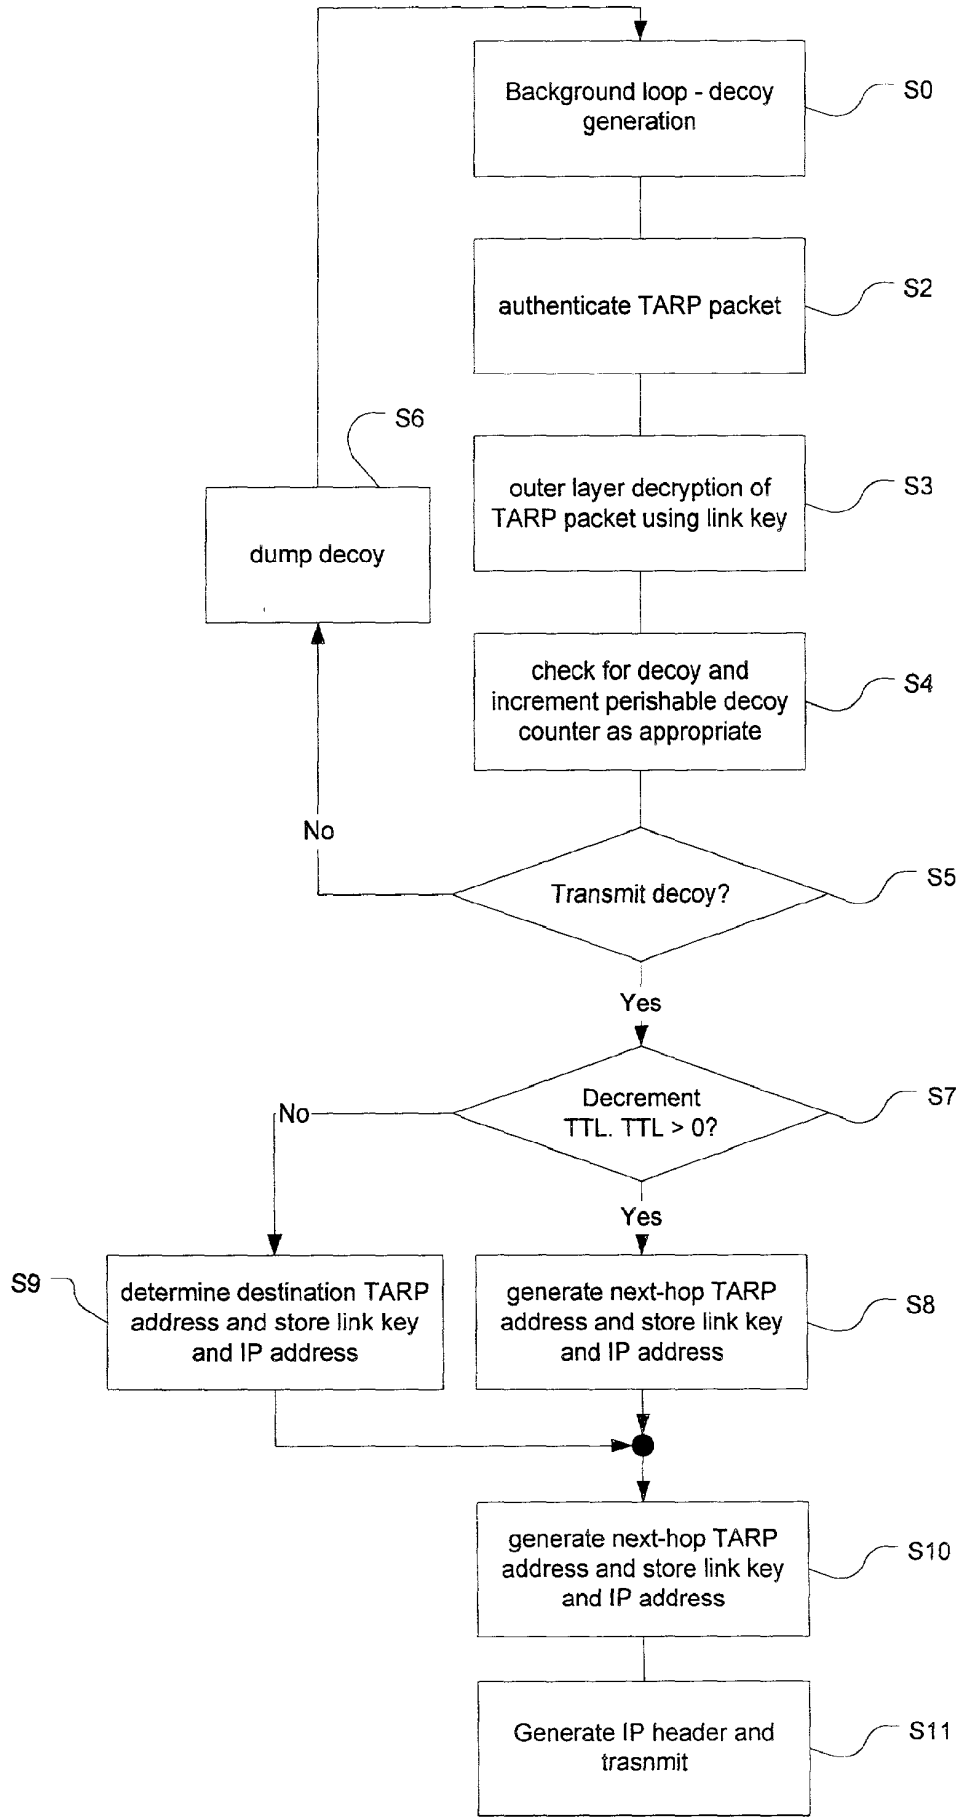 Background loop - decoy
generation
S0
authenticate TARP packet
S2
S6
outer layer decryption of
TARP packet using link key
S3
dump decoy
check for decoy and
increment perishable decoy
counter as appropriate
S4
No
Transmit decoy?
S5
Yes
Decrement
TTL. TTL > 0?
S7
No
Yes
S9
determine destination TARP
address and store link key
and IP address
generate next-hop TARP
address and store link key
and IP address
S8
generate next-hop TARP
address and store link key
and IP address
S10
Generate IP header and
trasnmit
S11